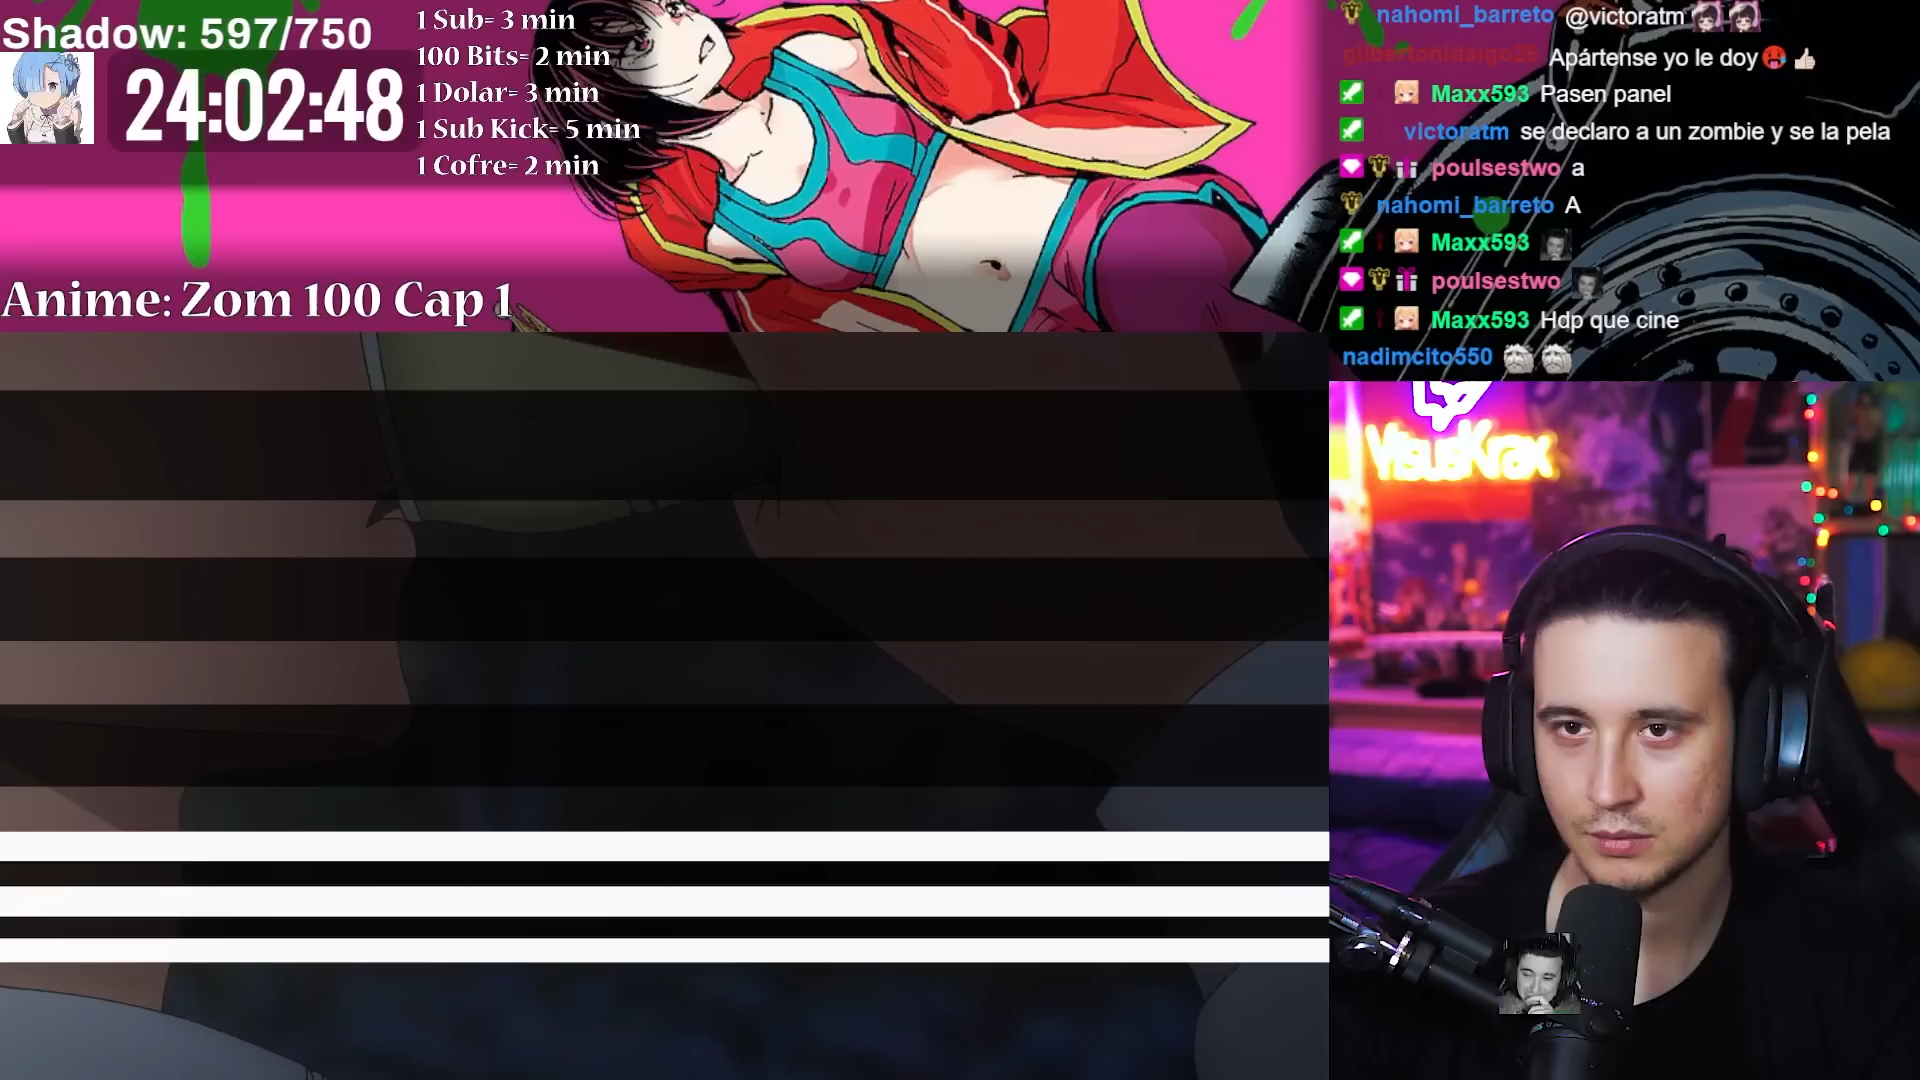 Shadow: 597/750
24:02:48
1 Sub= 3 min
100 Bits= 2 min
1 Dolar= 3 min
1 Sub Kick= 5 min
1 Cofre= 2 min
Anime: Zom 100 Cap 1
nahomi_barreto @victoratm
gilbertohidalgo25 Apártense yo le doy
Maxx593 Pasen panel
victoratm se declaro a un zombie y se la pela
poulsestwo a
nahomi_barreto A
Maxx593
poulsestwo
Maxx593 Hdp que cine
nadimcito550
VisusKrax